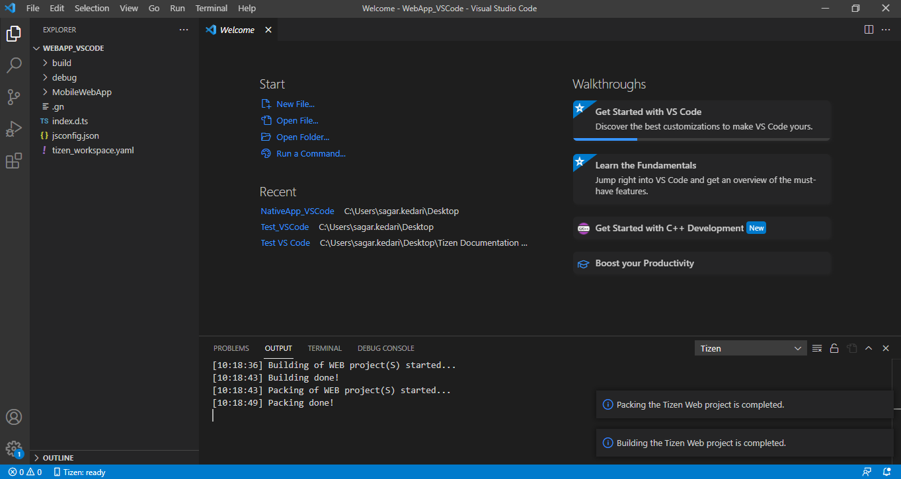 File Edit Selection View Go Run Terminal Help
Welcome - WebApp_VSCode - Visual Studio Code
EXPLORER
WEBAPP_VSCODE
build
debug
MobileWebApp
.gn
TS index.d.ts
{} jsconfig.json
! tizen_workspace.yaml
OUTLINE
Welcome
Start
New File...
Open File...
Open Folder...
Run a Command...
Recent
NativeApp_VSCode C:\Users\sagar.kedari\Desktop
Test_VSCode C:\Users\sagar.kedari\Desktop
Test VS Code C:\Users\sagar.kedari\Desktop\Tizen Documentation ...
Walkthroughs
Get Started with VS Code
Discover the best customizations to make VS Code yours.
Learn the Fundamentals
Jump right into VS Code and get an overview of the must-
have features.
Get Started with C++ Development New
Boost your Productivity
PROBLEMS OUTPUT TERMINAL DEBUG CONSOLE
Tizen
[10:18:36] Building of WEB project(S) started...
[10:18:43] Building done!
[10:18:43] Packing of WEB project(S) started...
[10:18:49] Packing done!
Packing the Tizen Web project is completed.
Building the Tizen Web project is completed.
1
0 0 Tizen: ready